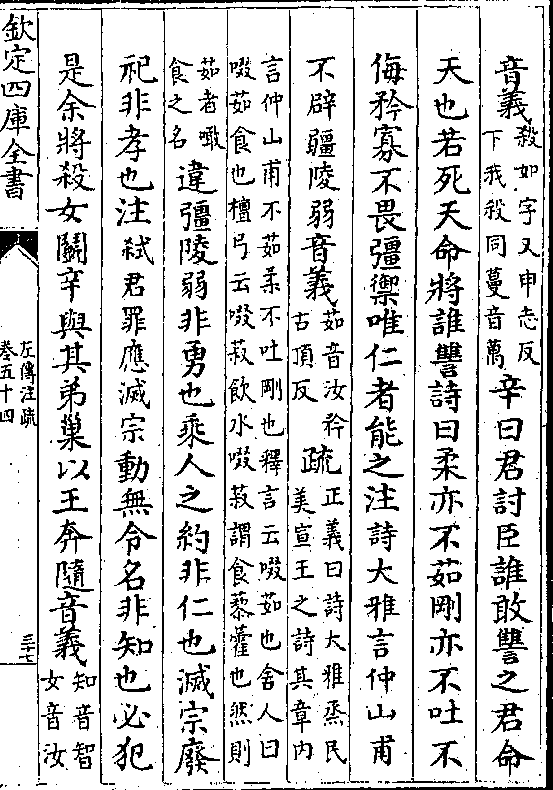 音義殺如字又申志反下我殺同蔓音萬辛曰君討臣誰敢讐之君命
天也若死天命將誰讐詩曰柔亦不茹剛亦不吐不
侮矜寡不畏彊禦唯仁者能之注詩大雅言仲山甫
不辟疆陵弱音義茹音汝矜古頂反疏正義曰詩大雅烝民美宣王之詩其章内
言仲山甫不茹柔不吐剛也釋言云啜茹也舍人曰
啜茹食也檀弓云啜菽飲水啜菽謂食藜藿也然則
茹者噉食之名違彊陵弱非勇也乘人之約非仁也滅宗廢
祀非孝也注弑君罪應滅宗動無令名非知也必犯
是余將殺女鬭辛與其弟巢以王奔隨音義知音智女音汝
欽定四庫全書
左傳注疏
卷五十四
三十七